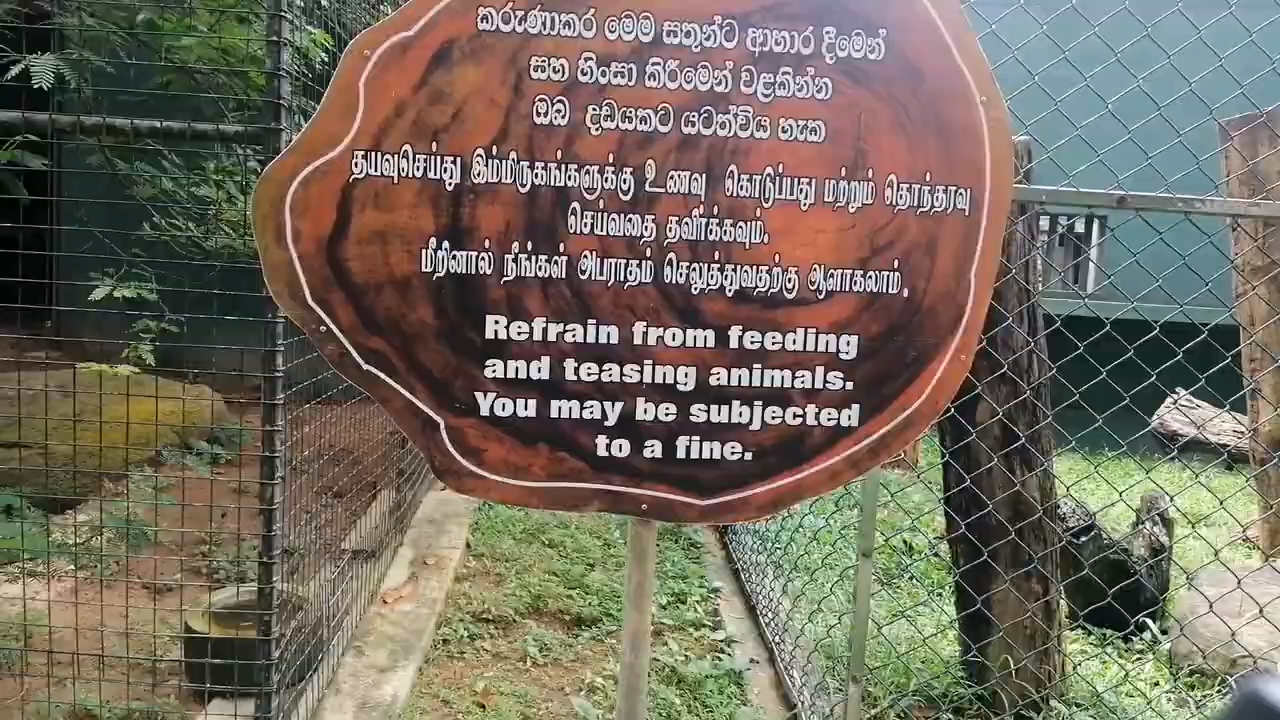 කරුණාකර මෙම සතුන්ට ආහාර දීමෙන්
සහ හිංසා කිරීමෙන් වළකින්න
ඔබ දඩයකට යටත්විය හැක
தயவுசெய்து இம்மிருகங்களுக்கு உணவு கொடுப்பது மற்றும் தொந்தரவு
செய்வதை தவிர்க்கவும்.
மீறினால் நீங்கள் அபராதம் செலுத்துவதற்கு ஆளாகலாம்.
Refrain from feeding
and teasing animals.
You may be subjected
to a fine.